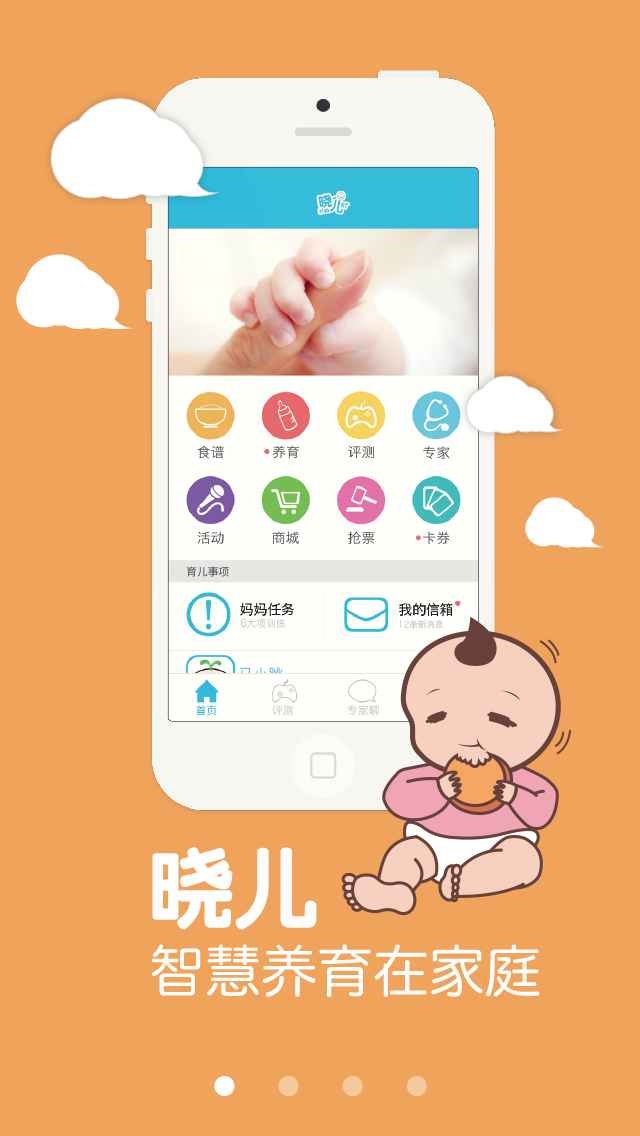 晓儿
食谱 养育 评测 专家
活动 商城 抢票 卡券
育儿事项
妈妈任务 我的信箱
6大项训练 12条新消息
首页 评测 专家聊
晓儿
智慧养育在家庭